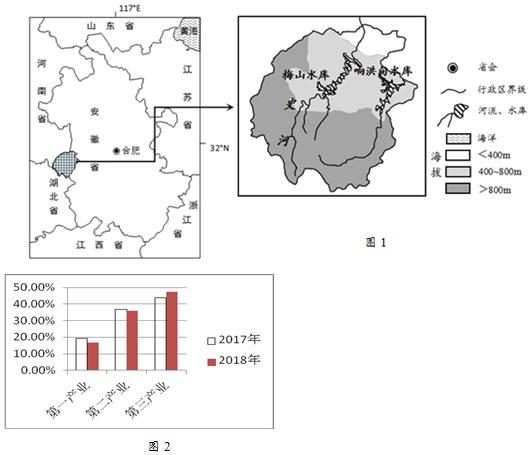 117°E
山东省
黄海
河南省
江苏省
安徽省
合肥
32°N
湖北省
浙江省
江西省
梅山水库
响洪甸水库
史河
省会
行政区界线
河流、水库
海洋
海拔
<400m
400~800m
>800m
图1
50.00%
40.00%
30.00%
20.00%
10.00%
0.00%
第一产业
第二产业
第三产业
2017年
2018年
图2